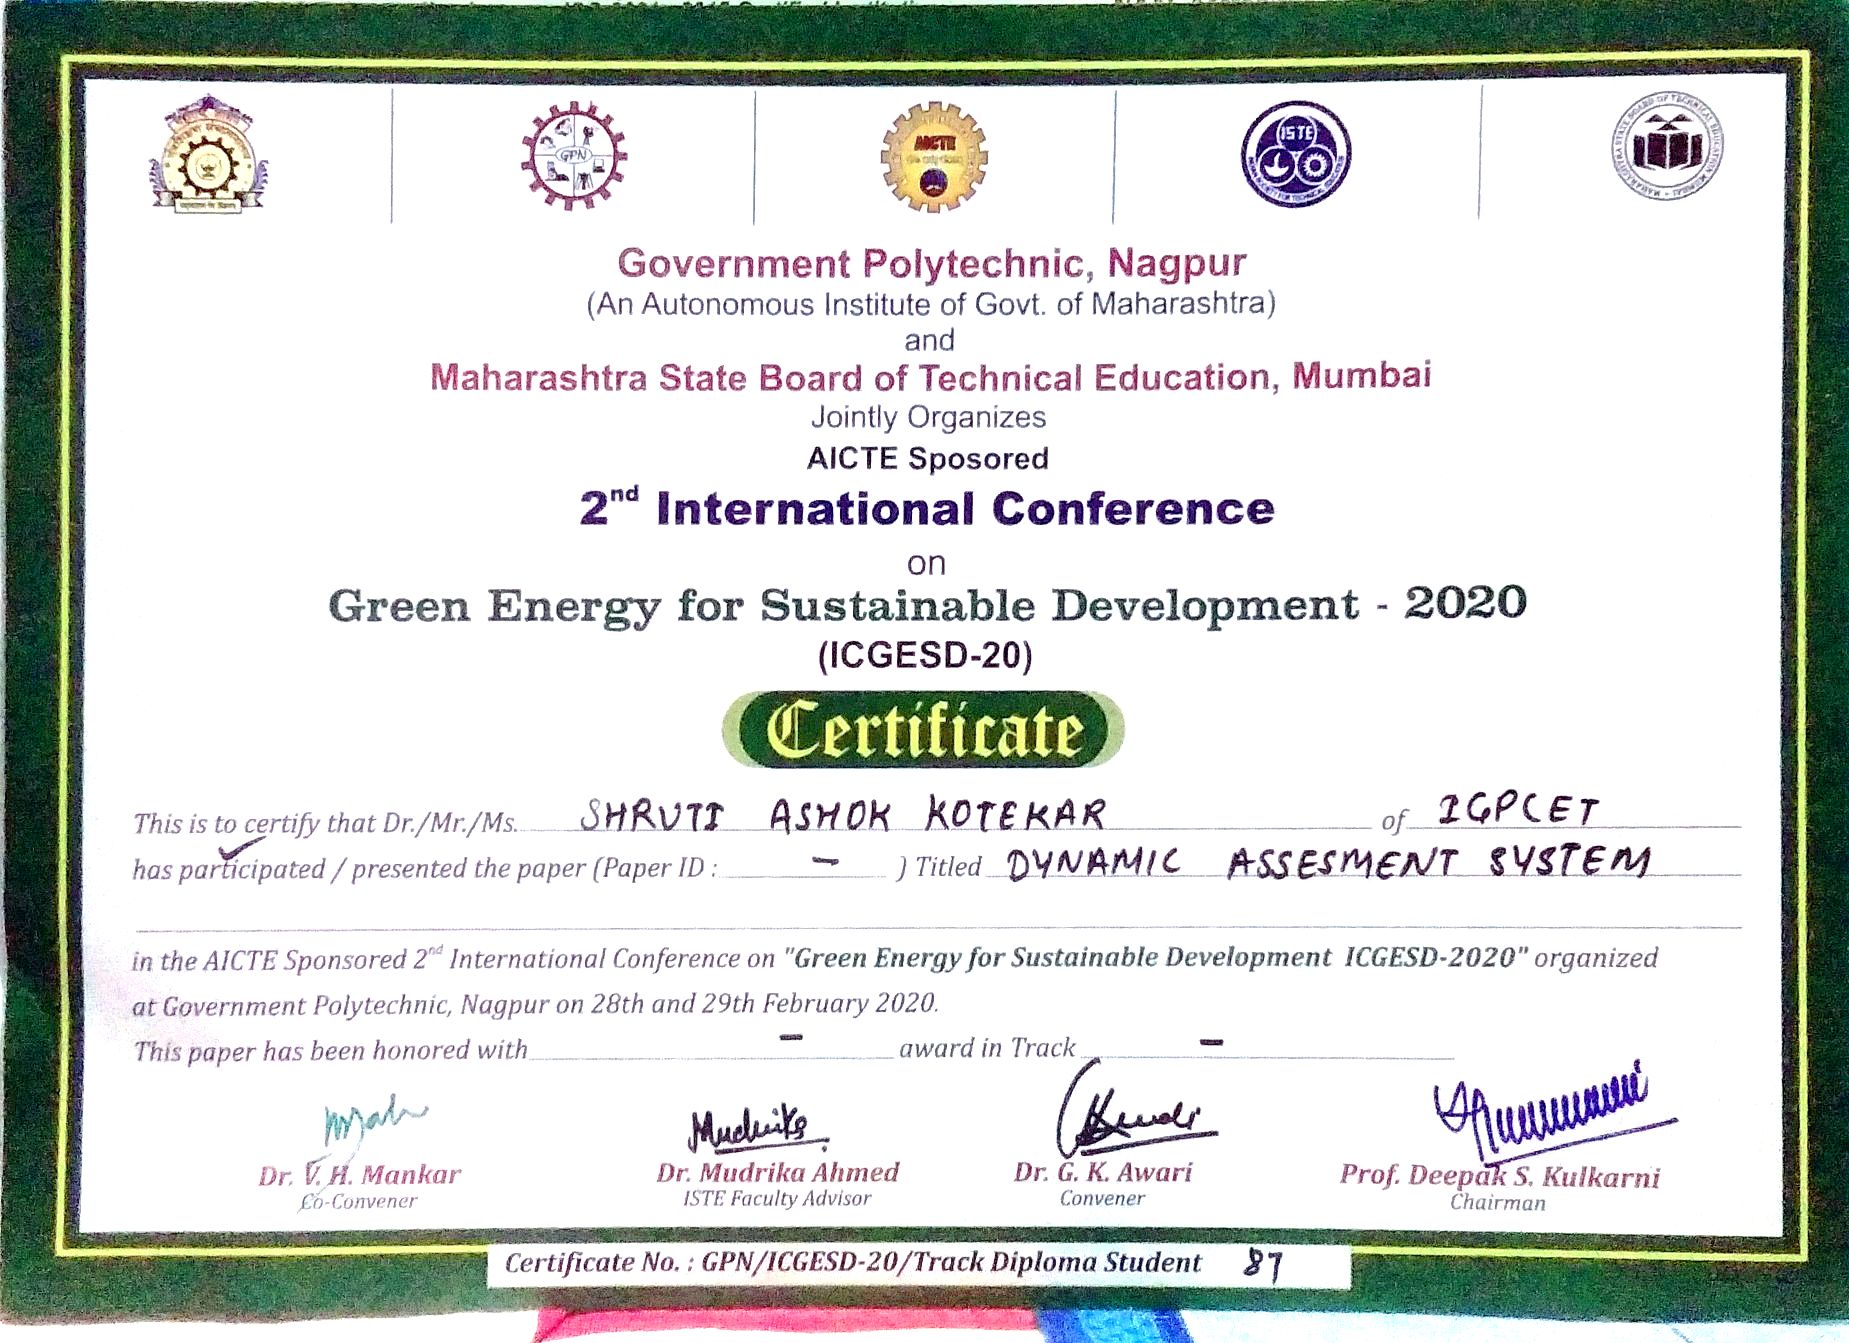 GPN
AICTE
ISTE
Government Polytechnic, Nagpur
(An Autonomous Institute of Govt. of Maharashtra)
and
Maharashtra State Board of Technical Education, Mumbai
Jointly Organizes
AICTE Sposored
2nd International Conference
on
Green Energy for Sustainable Development - 2020
(ICGESD-20)
Certificate
This is to certify that Dr./Mr./Ms. SHRUTI ASHOK KOTEKAR of IGPCET
has participated / presented the paper (Paper ID : - ) Titled DYNAMIC ASSESMENT SYSTEM
in the AICTE Sponsored 2nd International Conference on "Green Energy for Sustainable Development ICGESD-2020" organized
at Government Polytechnic, Nagpur on 28th and 29th February 2020.
This paper has been honored with - award in Track -
Dr. V. H. Mankar Dr. Mudrika Ahmed Dr. G. K. Awari Prof. Deepak S. Kulkarni
Co-Convener ISTE Faculty Advisor Convener Chairman
Certificate No. : GPN/ICGESD-20/Track Diploma Student 87